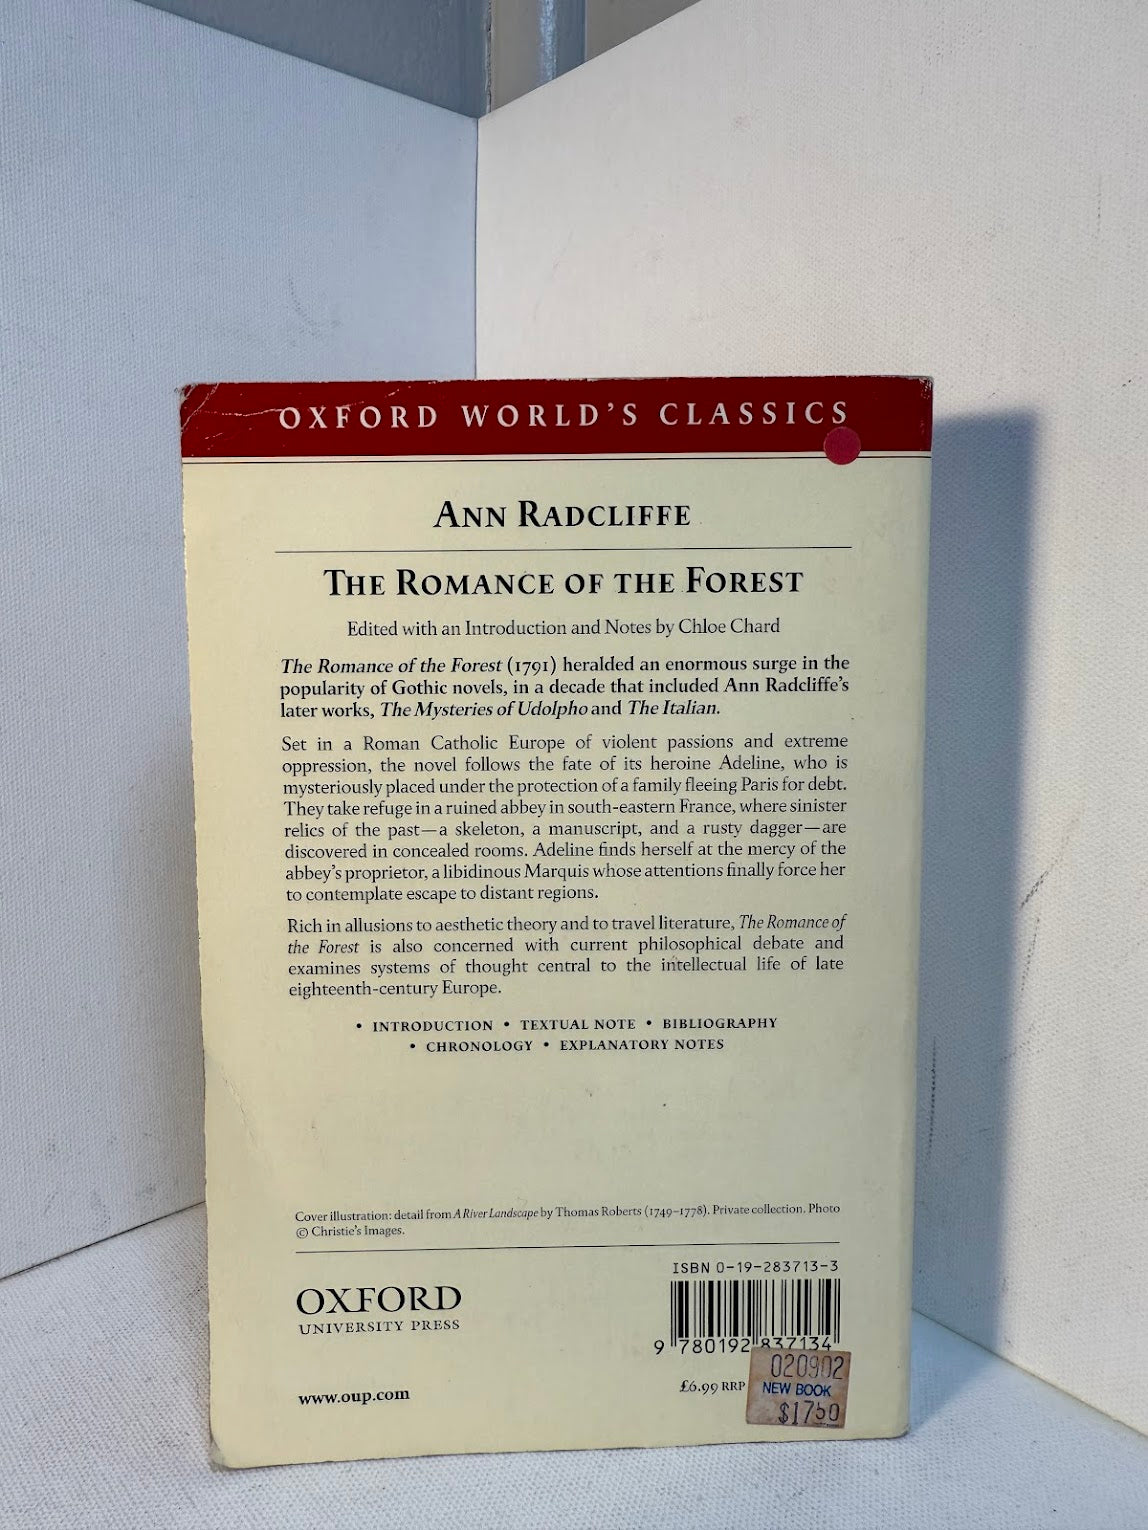 OXFORD WORLD'S CLASSICS
ANN RADCLIFFE
THE ROMANCE OF THE FOREST
Edited with an Introduction and Notes by Chloe Chard
The Romance of the Forest (1791) heralded an enormous surge in the
popularity of Gothic novels, in a decade that included Ann Radcliffe's
later works, The Mysteries of Udolpho and The Italian.
Set in a Roman Catholic Europe of violent passions and extreme
oppression, the novel follows the fate of its heroine Adeline, who is
mysteriously placed under the protection of a family fleeing Paris for debt.
They take refuge in a ruined abbey in south-eastern France, where sinister
relics of the past—a skeleton, a manuscript, and a rusty dagger—are
discovered in concealed rooms. Adeline finds herself at the mercy of the
abbey's proprietor, a libidinous Marquis whose attentions finally force her
to contemplate escape to distant regions.
Rich in allusions to aesthetic theory and to travel literature, The Romance of
the Forest is also concerned with current philosophical debate and
examines systems of thought central to the intellectual life of late
eighteenth-century Europe.
• INTRODUCTION • TEXTUAL NOTE • BIBLIOGRAPHY
• CHRONOLOGY • EXPLANATORY NOTES
Cover illustration: detail from A River Landscape by Thomas Roberts (1749–1778). Private collection. Photo
© Christie's Images.
ISBN 0-19-283713-3
OXFORD
UNIVERSITY PRESS
9 780192 837134
www.oup.com
£6.99 RRP
020902
NEW BOOK
$17.50